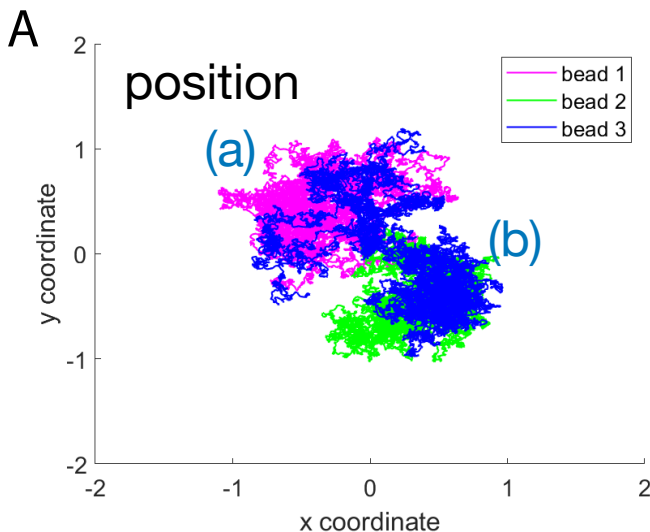 A
position
(a)
(b)
bead 1
bead 2
bead 3
2
1
0
-1
-2
y coordinate
-2
-1
0
1
2
x coordinate